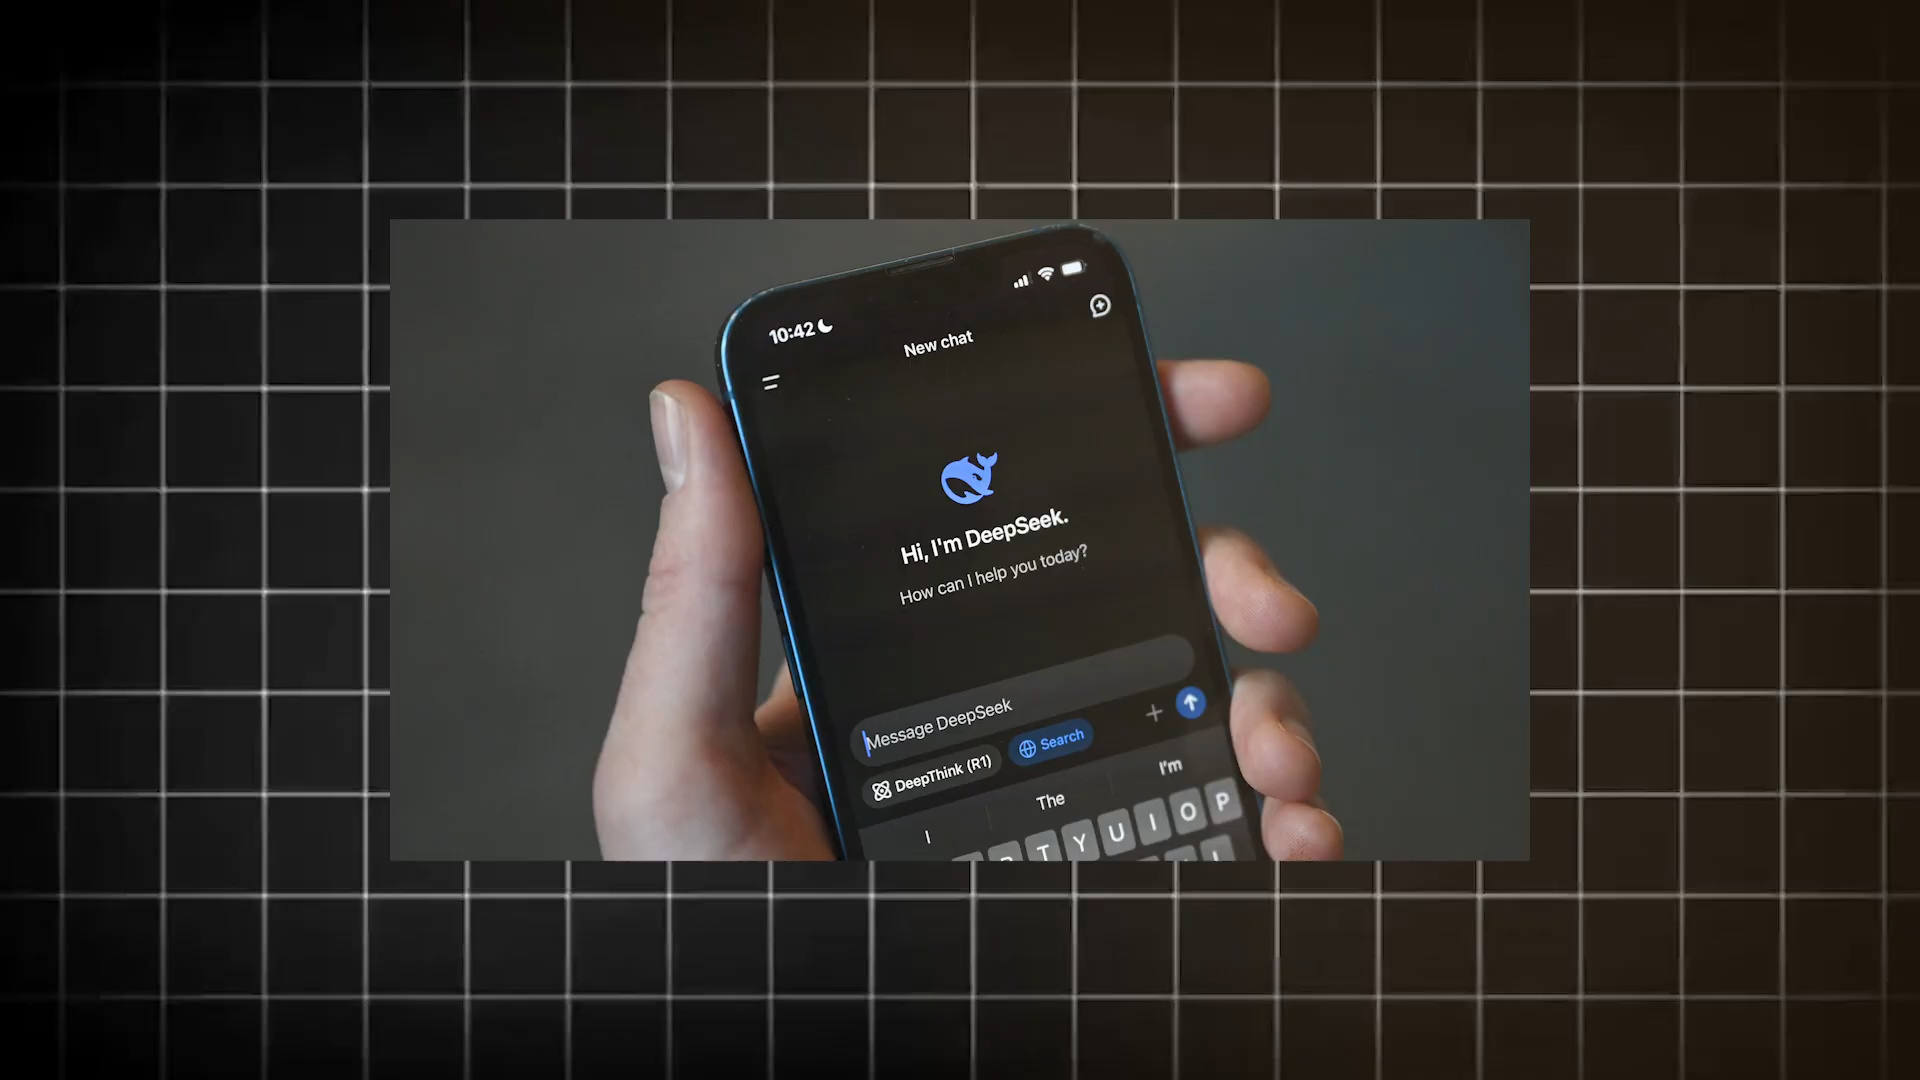 10:42
New chat
Hi, I'm DeepSeek.
How can I help you today?
Message DeepSeek
DeepThink (R1)
Search
I
The
I'm
T Y U I O P